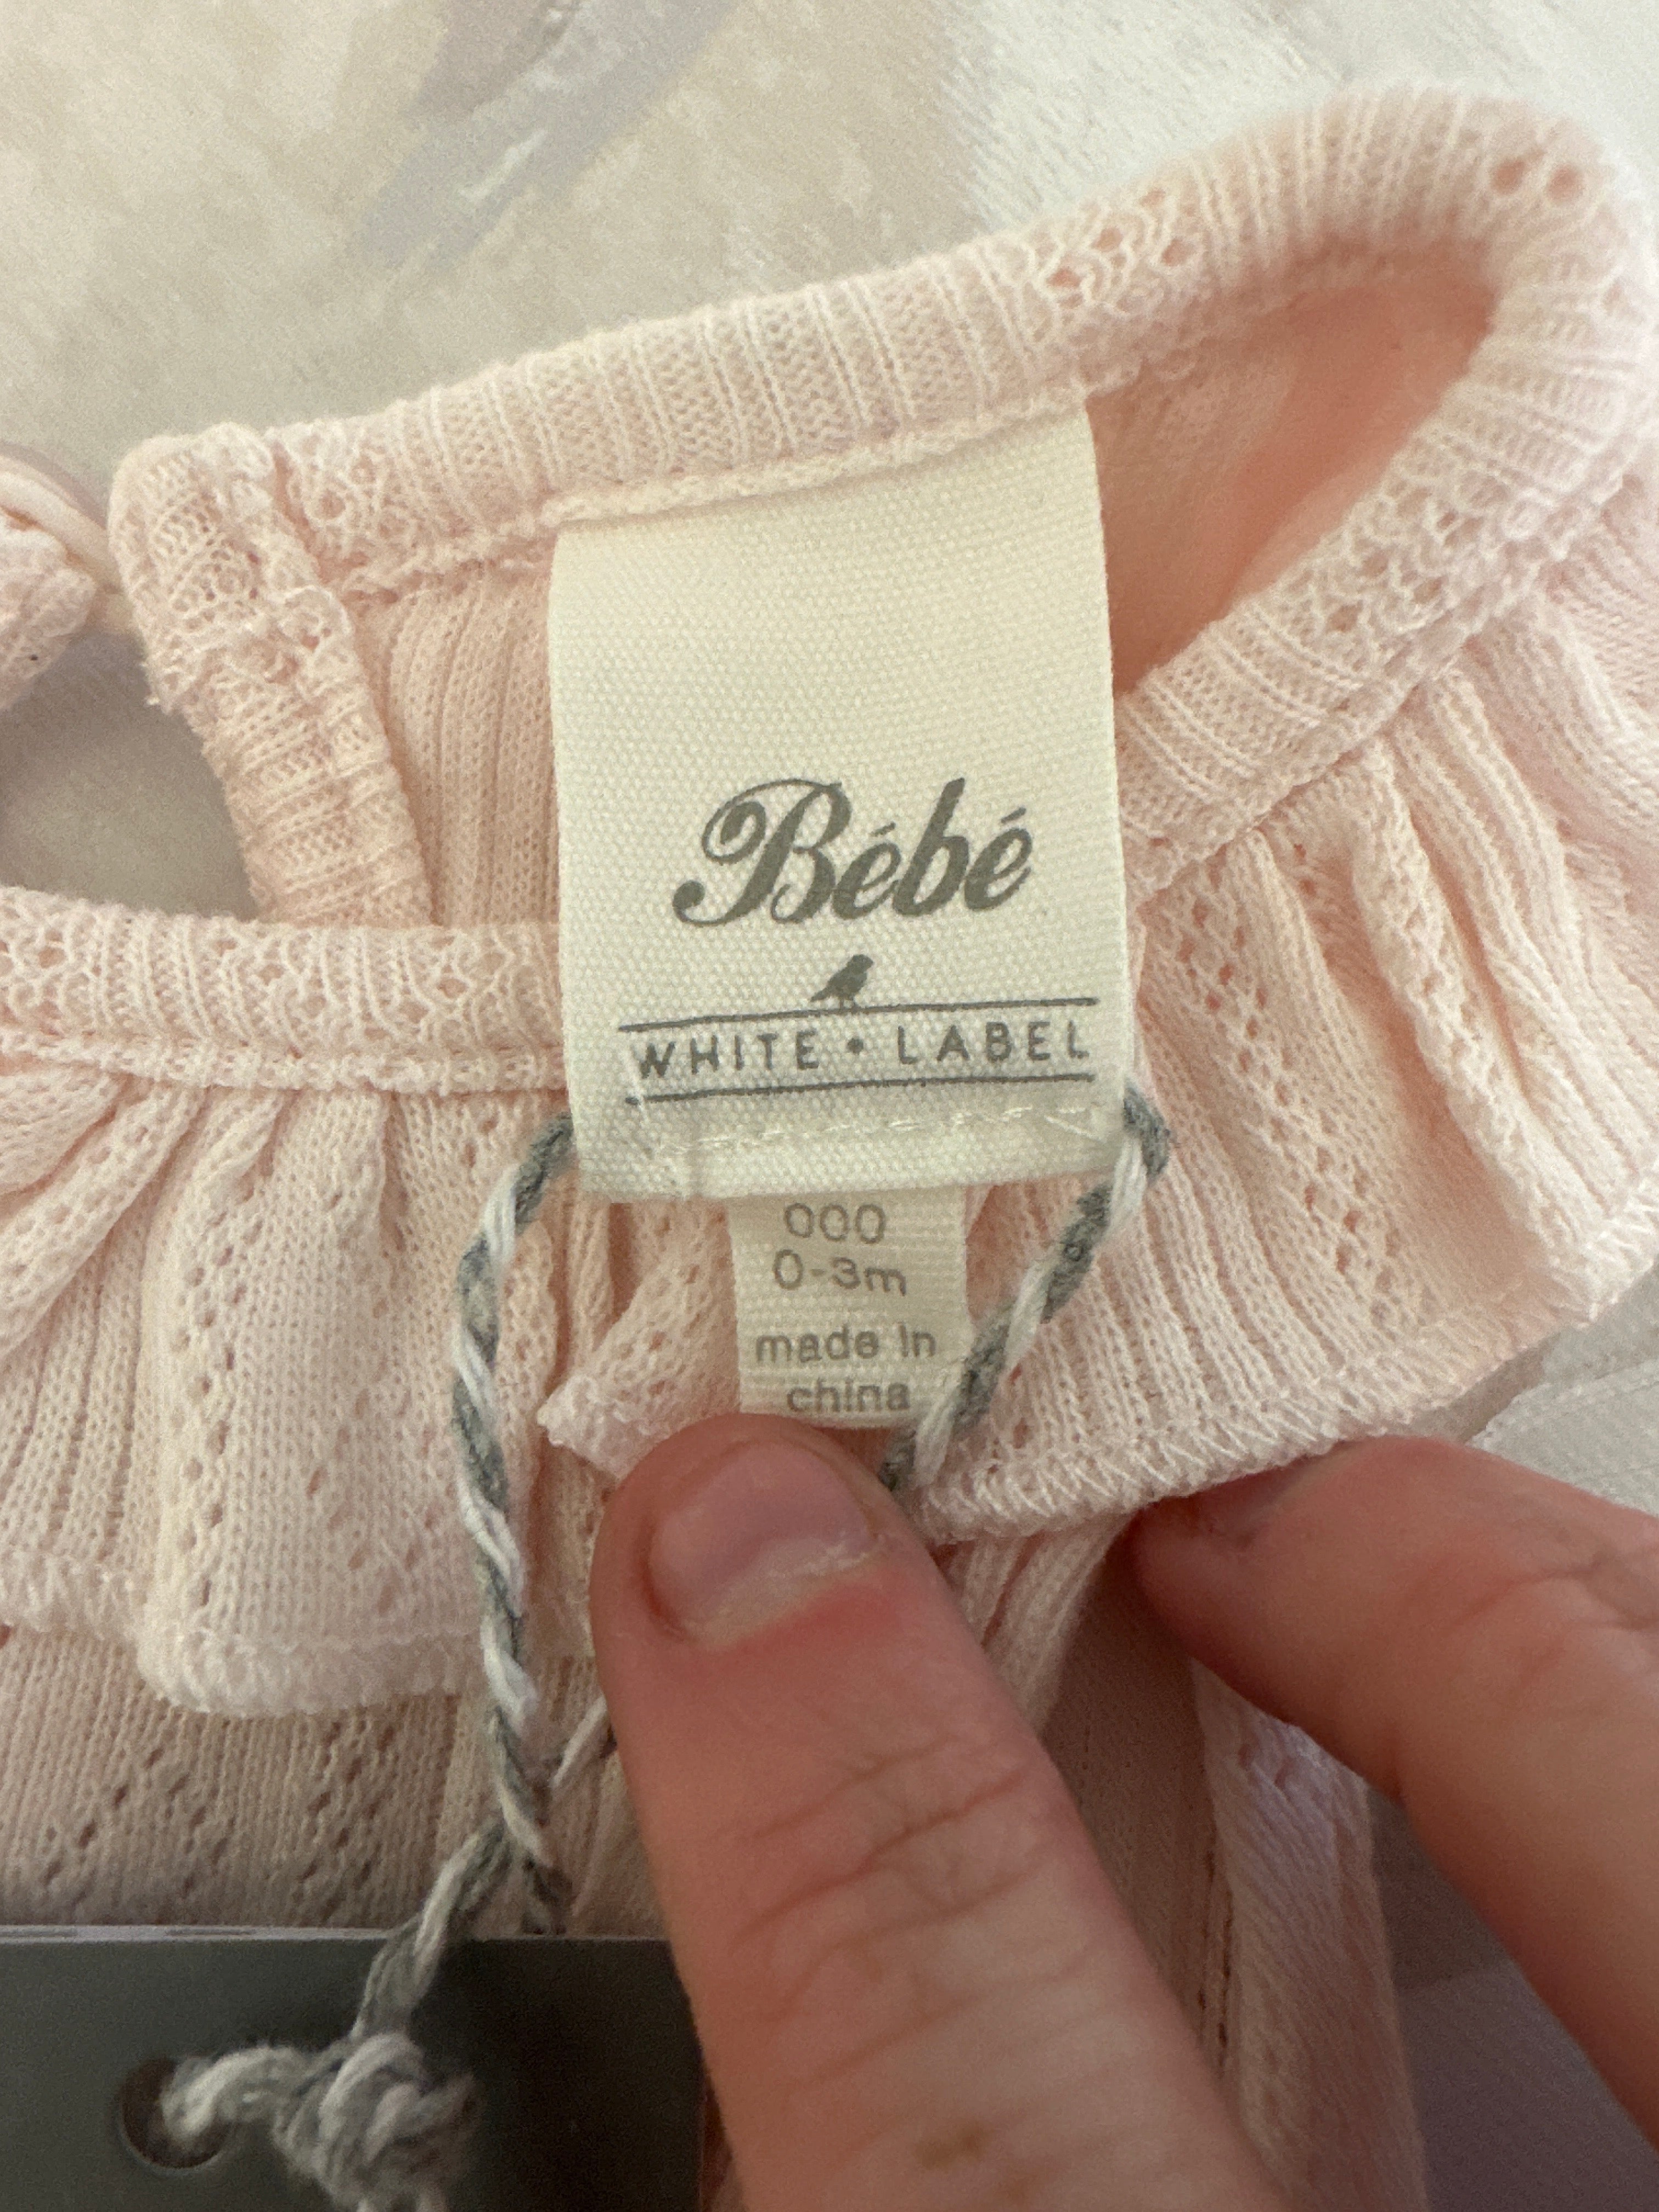 Bébé
WHITE • LABEL
000
0-3m
made in
china